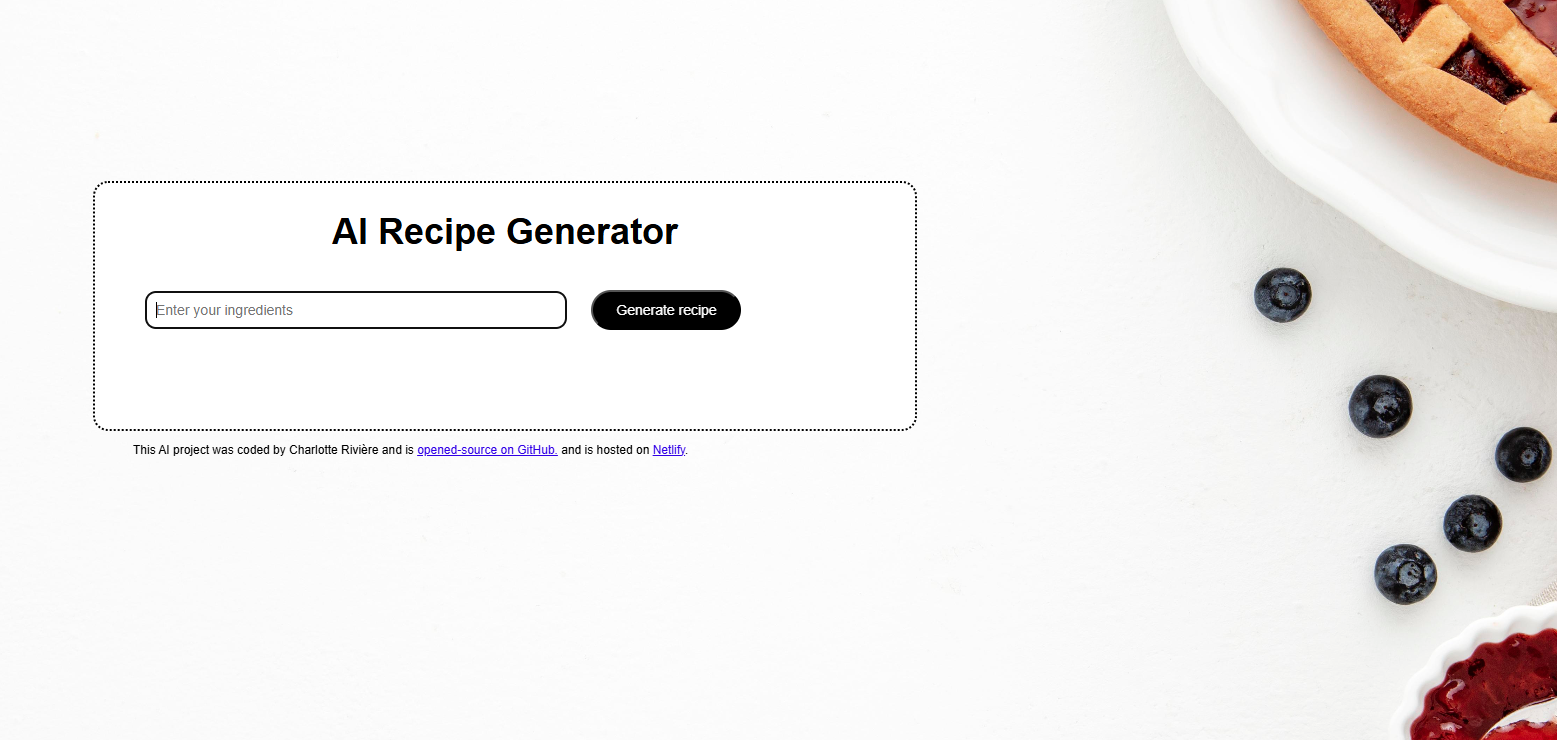 AI Recipe Generator
Enter your ingredients
Generate recipe
This AI project was coded by Charlotte Rivière and is opened-source on GitHub. and is hosted on Netlify.